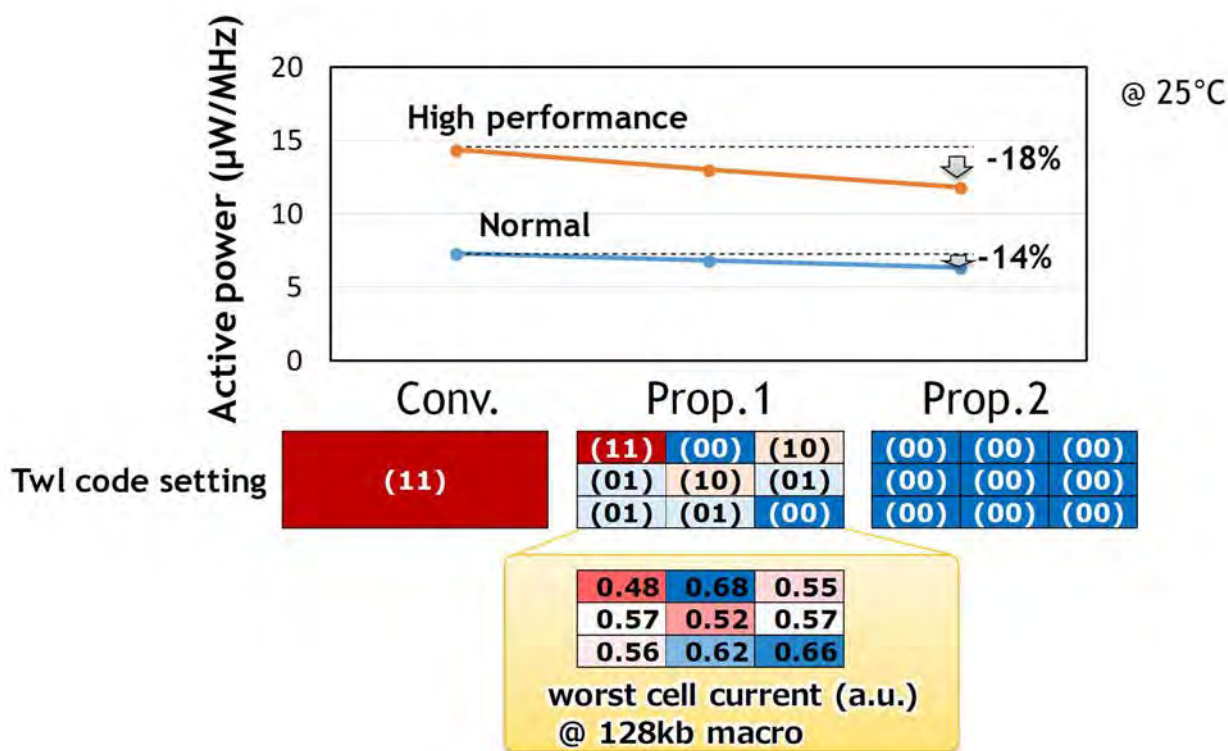 Active power (µW/MHz)
20
15
10
5
0
@ 25°C
High performance
-18%
Normal
-14%
Conv. Prop.1 Prop.2
Twl code setting
(11)
(11) (00) (10)
(01) (10) (01)
(01) (01) (00)
(00) (00) (00)
(00) (00) (00)
(00) (00) (00)
0.48 0.68 0.55
0.57 0.52 0.57
0.56 0.62 0.66
worst cell current (a.u.)
@ 128kb macro